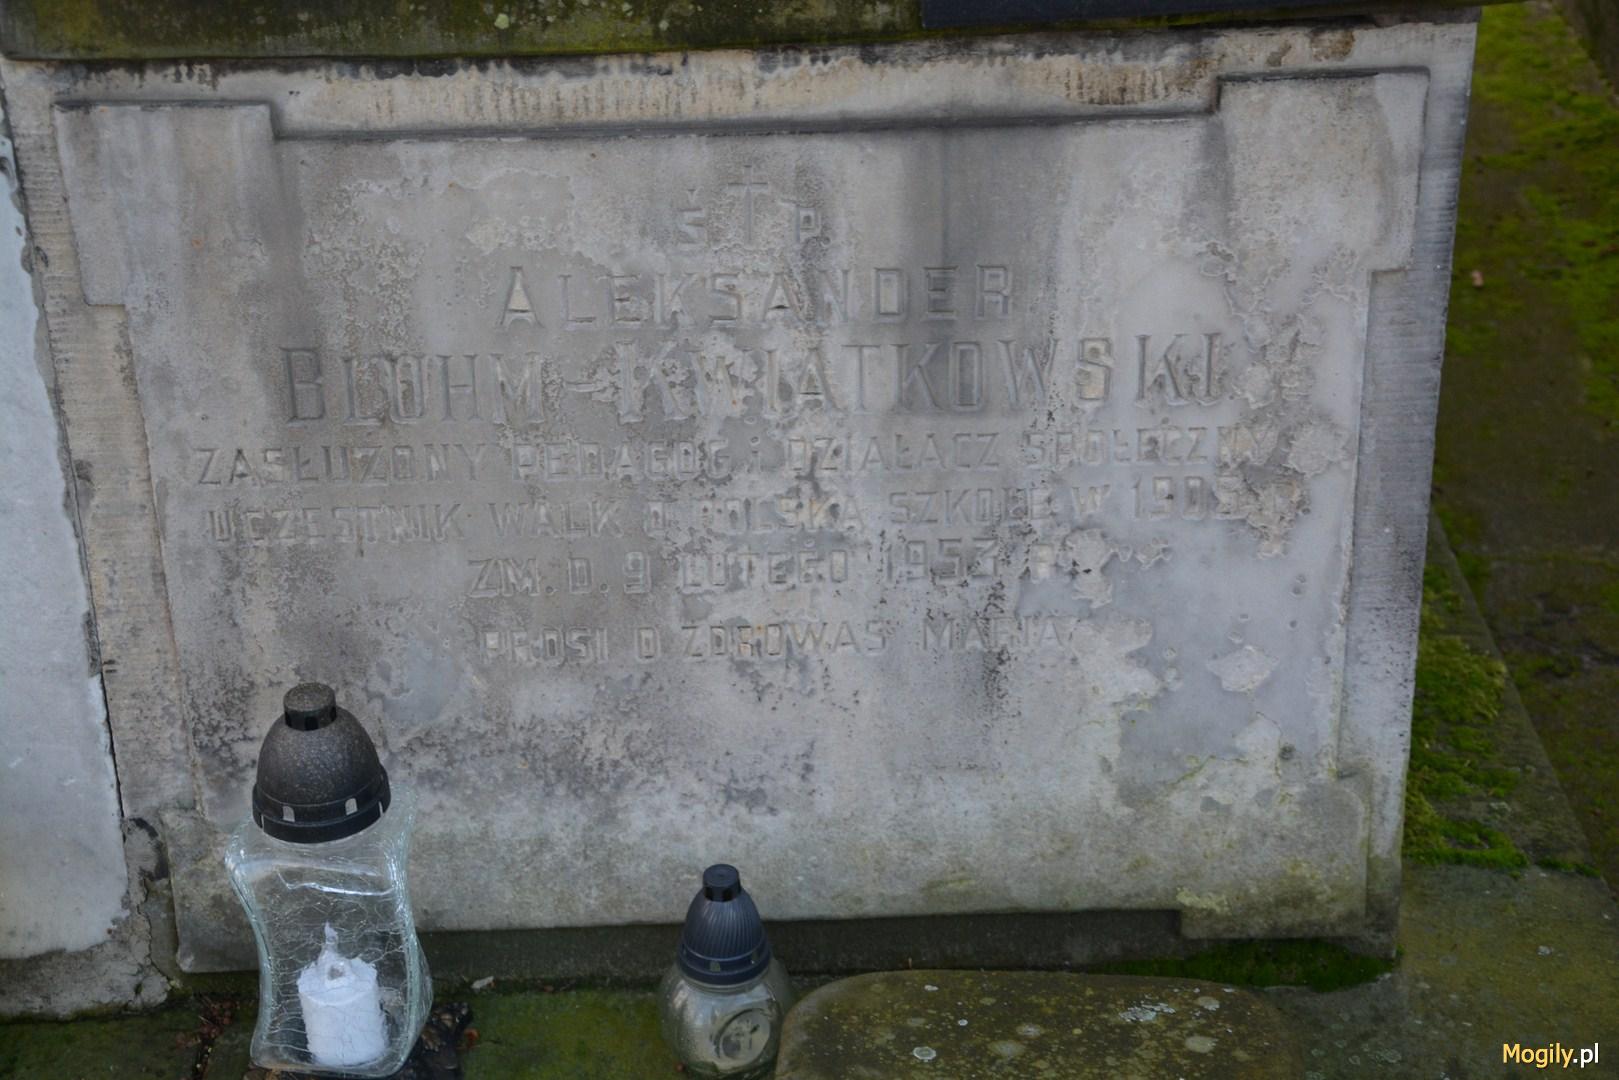 Ś † P.
ALEKSANDER
BLUHM-KWIATKOWSKI
ZASŁUŻONY PEDAGOG i DZIAŁACZ SPOŁECZNY
UCZESTNIK WALK O POLSKĄ SZKOŁĘ W 1905 R.
ZM. D. 9 LUTEGO 1953 R.
PROSI O ZDROWAŚ MARIA
Mogily.pl